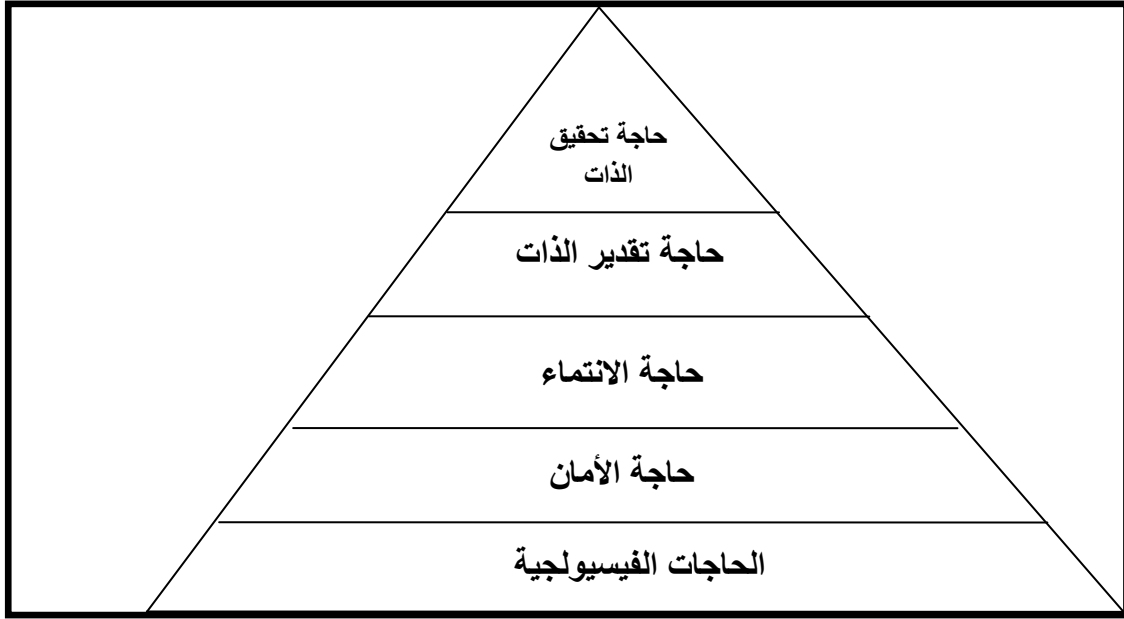 حاجة تحقيق
الذات
حاجة تقدير الذات
حاجة الانتماء
حاجة الأمان
الحاجات الفيسيولجية